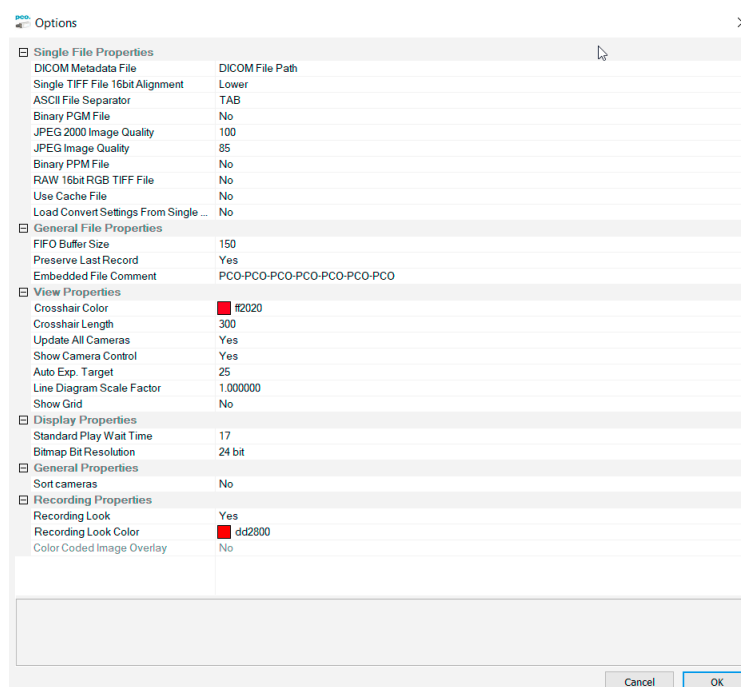 pco.
Options
Single File Properties
DICOM Metadata File DICOM File Path
Single TIFF File 16bit Alignment Lower
ASCII File Separator TAB
Binary PGM File No
JPEG 2000 Image Quality 100
JPEG Image Quality 85
Binary PPM File No
RAW 16bit RGB TIFF File No
Use Cache File No
Load Convert Settings From Single ... No
General File Properties
FIFO Buffer Size 150
Preserve Last Record Yes
Embedded File Comment PCO-PCO-PCO-PCO-PCO-PCO-PCO
View Properties
Crosshair Color ff2020
Crosshair Length 300
Update All Cameras Yes
Show Camera Control Yes
Auto Exp. Target 25
Line Diagram Scale Factor 1.000000
Show Grid No
Display Properties
Standard Play Wait Time 17
Bitmap Bit Resolution 24 bit
General Properties
Sort cameras No
Recording Properties
Recording Look Yes
Recording Look Color dd2800
Color Coded Image Overlay No
Cancel OK